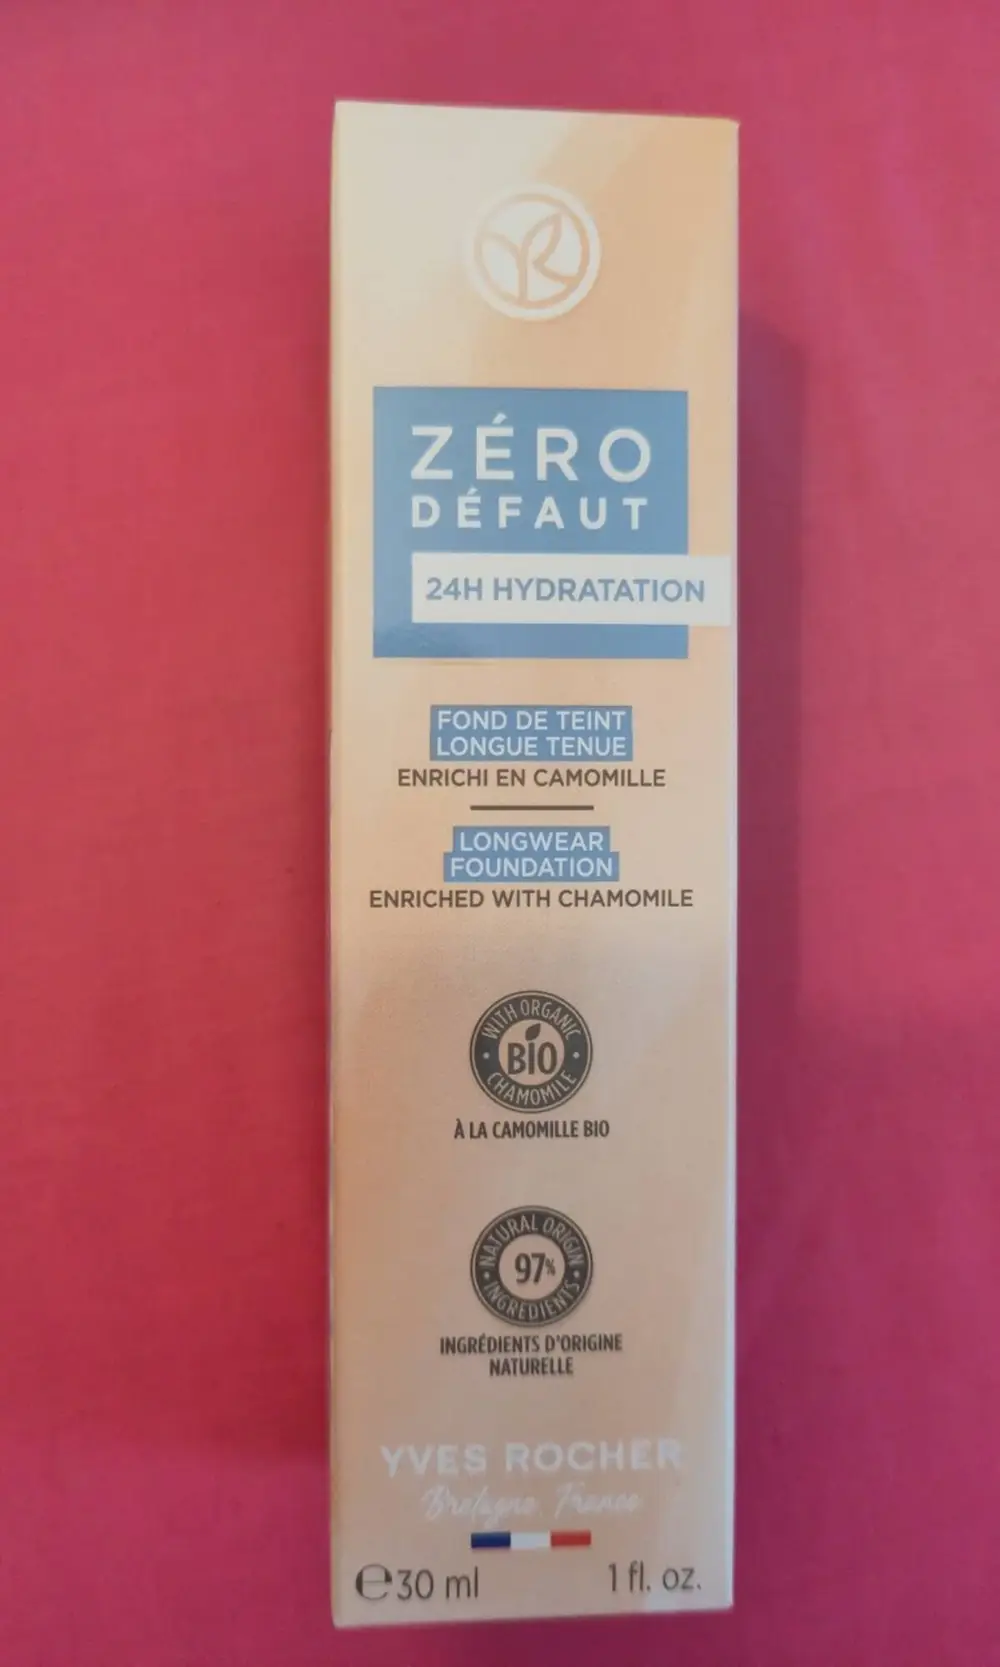 ZÉRO
DÉFAUT
24H HYDRATATION
FOND DE TEINT
LONGUE TENUE
ENRICHI EN CAMOMILLE
LONGWEAR
FOUNDATION
ENRICHED WITH CHAMOMILE
WITH ORGANIC
BIO
CHAMOMILE
À LA CAMOMILLE BIO
NATURAL ORIGIN
97%
INGREDIENTS
INGRÉDIENTS D'ORIGINE
NATURELLE
YVES ROCHER
Bretagne, France
℮30 ml
1 fl. oz.